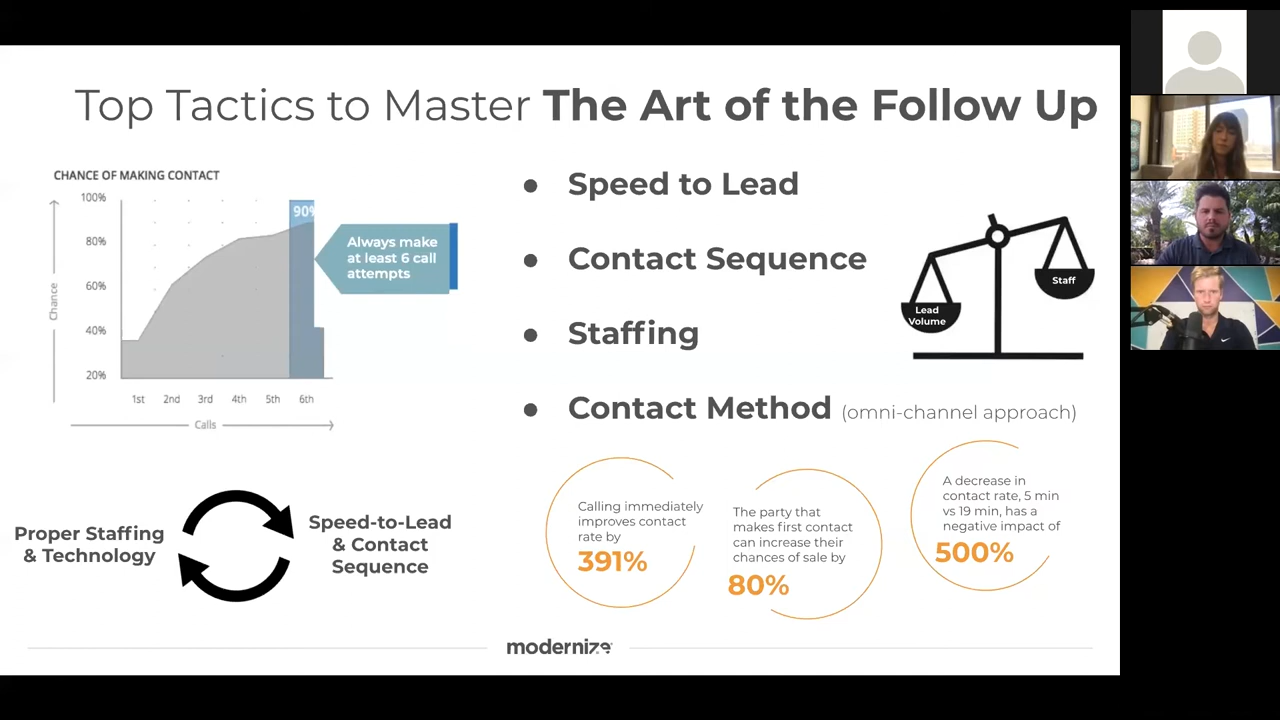 Top Tactics to Master The Art of the Follow Up
CHANCE OF MAKING CONTACT
100%
80%
60%
40%
20%
Chance
90%
Always make
at least 6 call
attempts
1st 2nd 3rd 4th 5th 6th
Calls
• Speed to Lead
• Contact Sequence
• Staffing
• Contact Method (omni-channel approach)
Lead
Volume
Staff
Proper Staffing
& Technology
Speed-to-Lead
& Contact
Sequence
Calling immediately
improves contact
rate by
391%
The party that
makes first contact
can increase their
chances of sale by
80%
A decrease in
contact rate, 5 min
vs 19 min, has a
negative impact of
500%
modernize